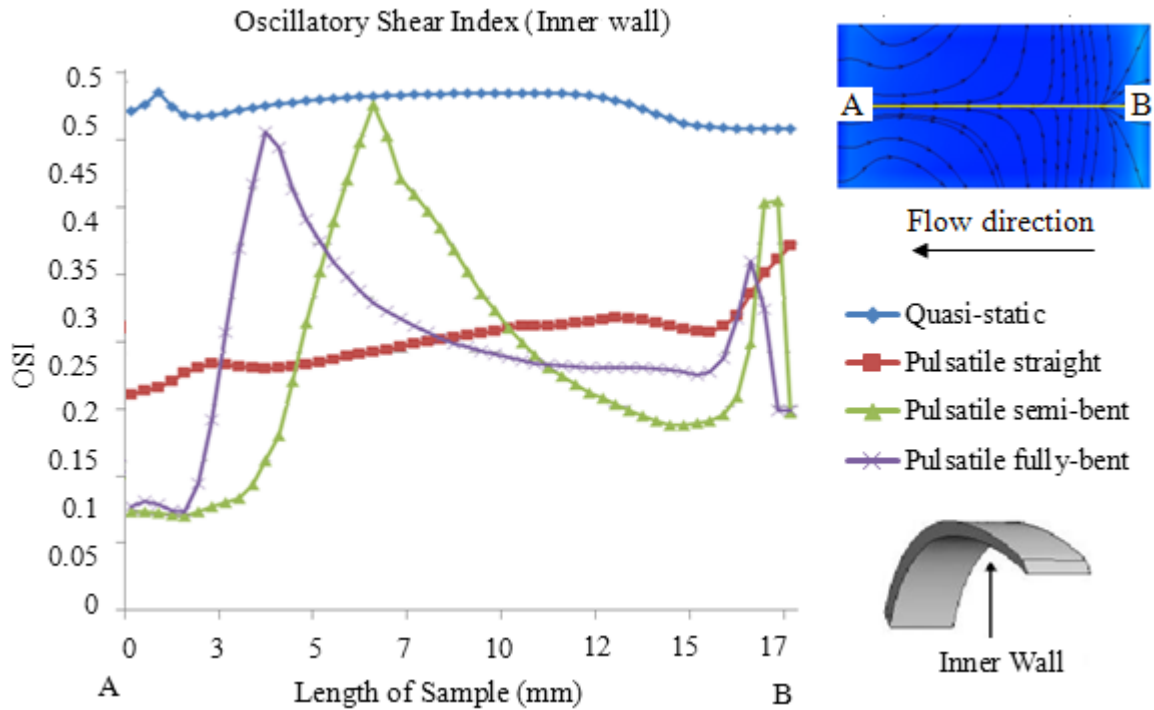 Oscillatory Shear Index (Inner wall)
0.5
0.5
0.45
0.4
0.35
0.3
0.25
0.2
0.15
0.1
0.05
0
OSI
0 3 5 7 10 12 15 17
A Length of Sample (mm) B
A B
Flow direction
Quasi-static
Pulsatile straight
Pulsatile semi-bent
Pulsatile fully-bent
Inner Wall